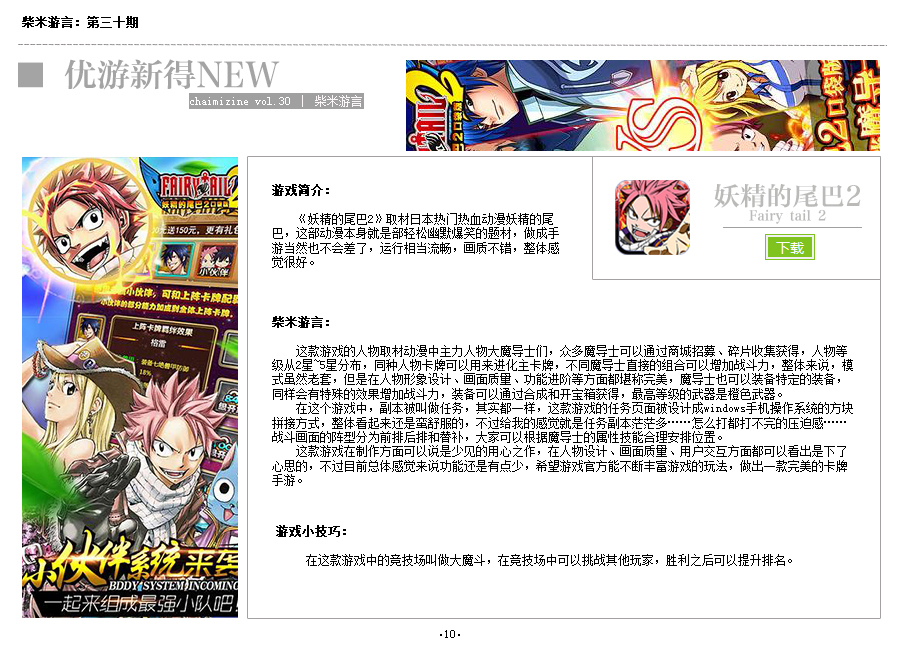 柴米游言：第三十期
优游新得NEW
chaimizine vol.30 | 柴米游言
FAIRY TAIL 2
妖精的尾巴2口袋版
小伙伴
一起来组成最强小队吧！
小伙伴系统来袭
BDDY SYSTEM INCOMING
上阵卡牌羁伴效果
格雷
18%
游戏简介：
《妖精的尾巴2》取材日本热门热血动漫妖精的尾
巴，这部动漫本身就是部轻松幽默爆笑的题材，做成手
游当然也不会差了，运行相当流畅，画质不错，整体感
觉很好。
妖精的尾巴2
Fairy tail 2
下载
柴米游言：
这款游戏的人物取材动漫中主力人物大魔导士们，众多魔导士可以通过商城招募、碎片收集获得，人物等
级从2星~5星分布，同种人物卡牌可以用来进化主卡牌，不同魔导士直接的组合可以增加战斗力，整体来说，模
式虽然老套，但是在人物形象设计、画面质量、功能进阶等方面都堪称完美，魔导士也可以装备特定的装备，
同样会有特殊的效果增加战斗力，装备可以通过合成和开宝箱获得，最高等级的武器是橙色武器。
在这个游戏中，副本被叫做任务，其实都一样，这款游戏的任务页面被设计成windows手机操作系统的方块
拼接方式，整体看起来还是蛮舒服的，不过给我的感觉就是任务副本茫茫多……怎么打都打不完的压迫感……
战斗画面的阵型分为前排后排和替补，大家可以根据魔导士的属性技能合理安排位置。
这款游戏在制作方面可以说是少见的用心之作，在人物设计、画面质量、用户交互方面都可以看出是下了
心思的，不过目前总体感觉来说功能还是有点少，希望游戏官方能不断丰富游戏的玩法，做出一款完美的卡牌
手游。
游戏小技巧：
在这款游戏中的竞技场叫做大魔斗，在竞技场中可以挑战其他玩家，胜利之后可以提升排名。
·10·